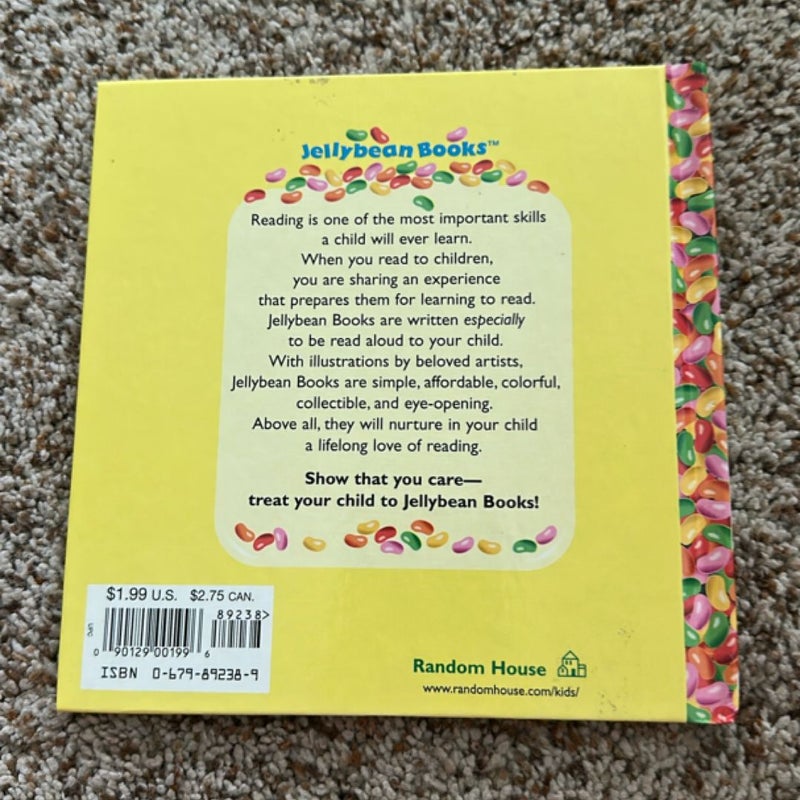 Jellybean Books™
Reading is one of the most important skills
a child will ever learn.
When you read to children,
you are sharing an experience
that prepares them for learning to read.
Jellybean Books are written especially
to be read aloud to your child.
With illustrations by beloved artists,
Jellybean Books are simple, affordable, colorful,
collectible, and eye-opening.
Above all, they will nurture in your child
a lifelong love of reading.
Show that you care—
treat your child to Jellybean Books!
$1.99 U.S. $2.75 CAN.
89238>
UPC
0 90129 00199 6
ISBN 0-679-89238-9
Random House
www.randomhouse.com/kids/